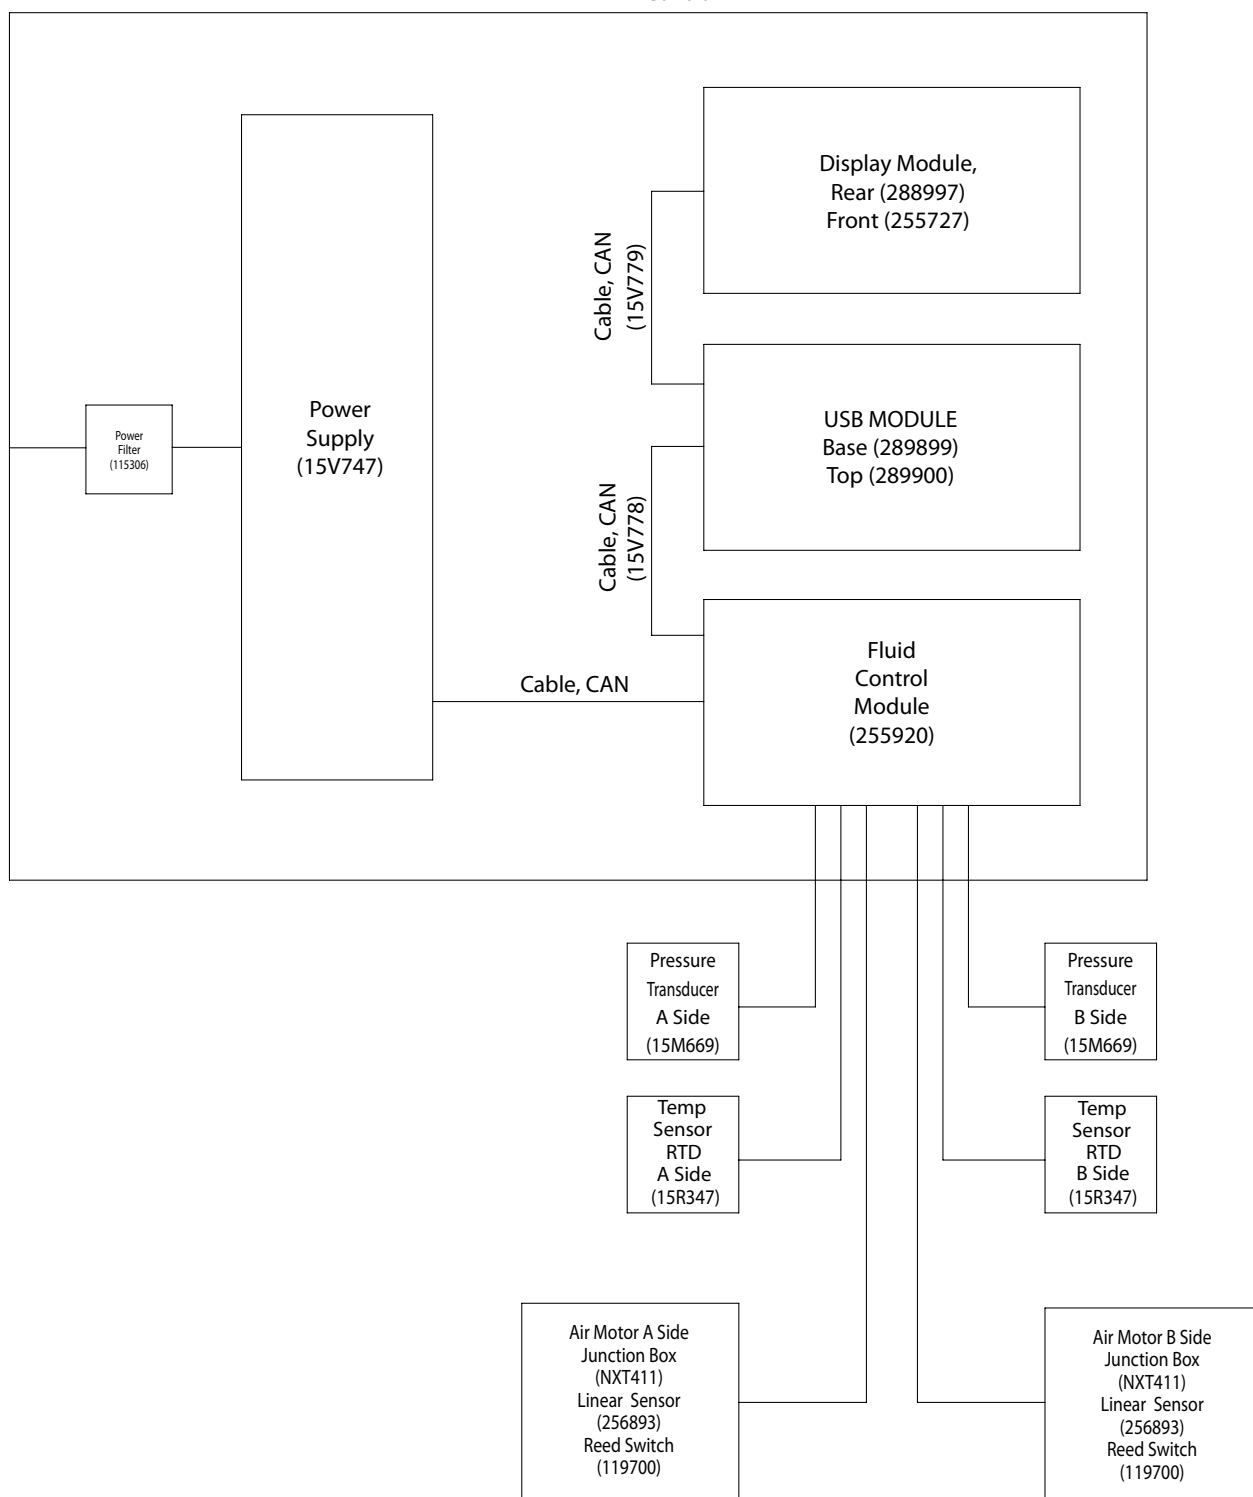 Display Module,
Rear (288997)
Front (255727)
Cable, CAN
(15V779)
USB MODULE
Base (289899)
Top (289900)
Power
Filter
(115306)
Power
Supply
(15V747)
Cable, CAN
(15V778)
Fluid
Control
Module
(255920)
Cable, CAN
Pressure
Transducer
A Side
(15M669)
Pressure
Transducer
B Side
(15M669)
Temp
Sensor
RTD
A Side
(15R347)
Temp
Sensor
RTD
B Side
(15R347)
Air Motor A Side
Junction Box
(NXT411)
Linear Sensor
(256893)
Reed Switch
(119700)
Air Motor B Side
Junction Box
(NXT411)
Linear Sensor
(256893)
Reed Switch
(119700)